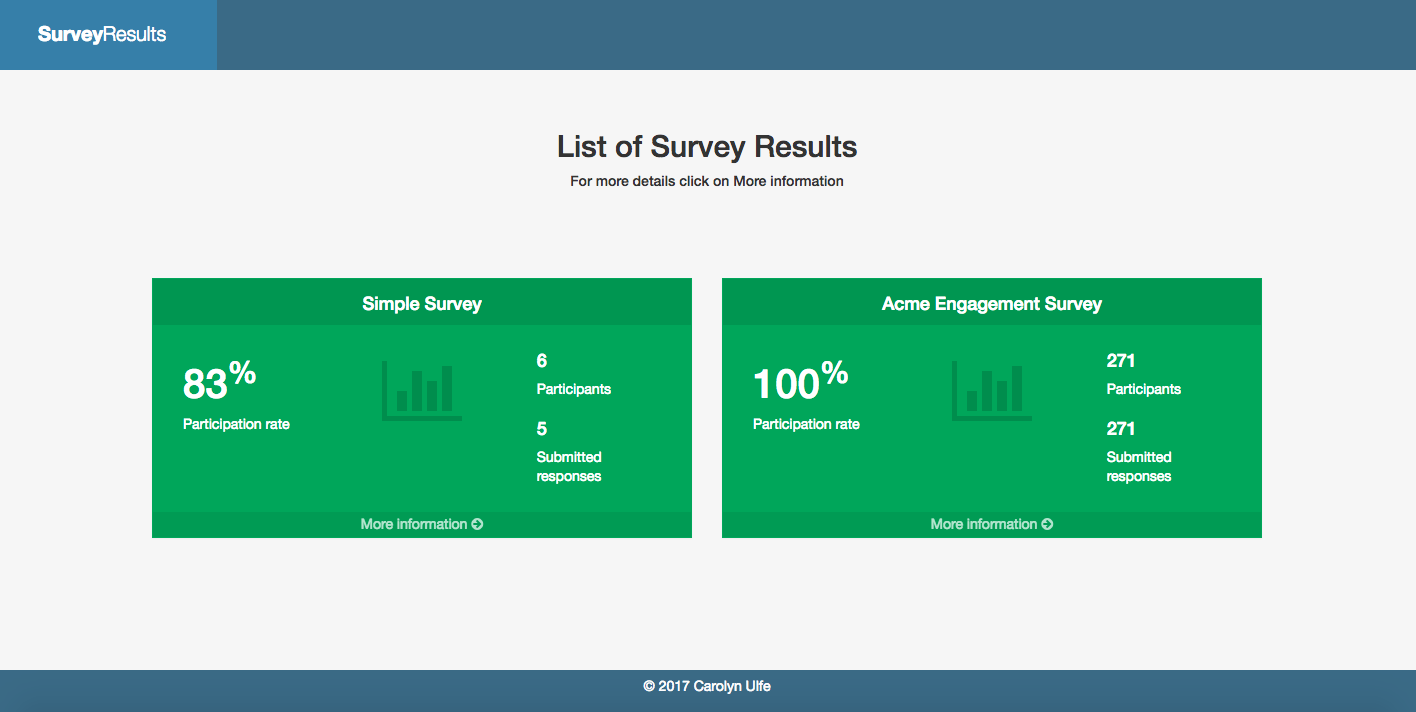 SurveyResults
List of Survey Results
For more details click on More information
Simple Survey
83%
Participation rate
6
Participants
5
Submitted
responses
More information
Acme Engagement Survey
100%
Participation rate
271
Participants
271
Submitted
responses
More information
© 2017 Carolyn Ulfe